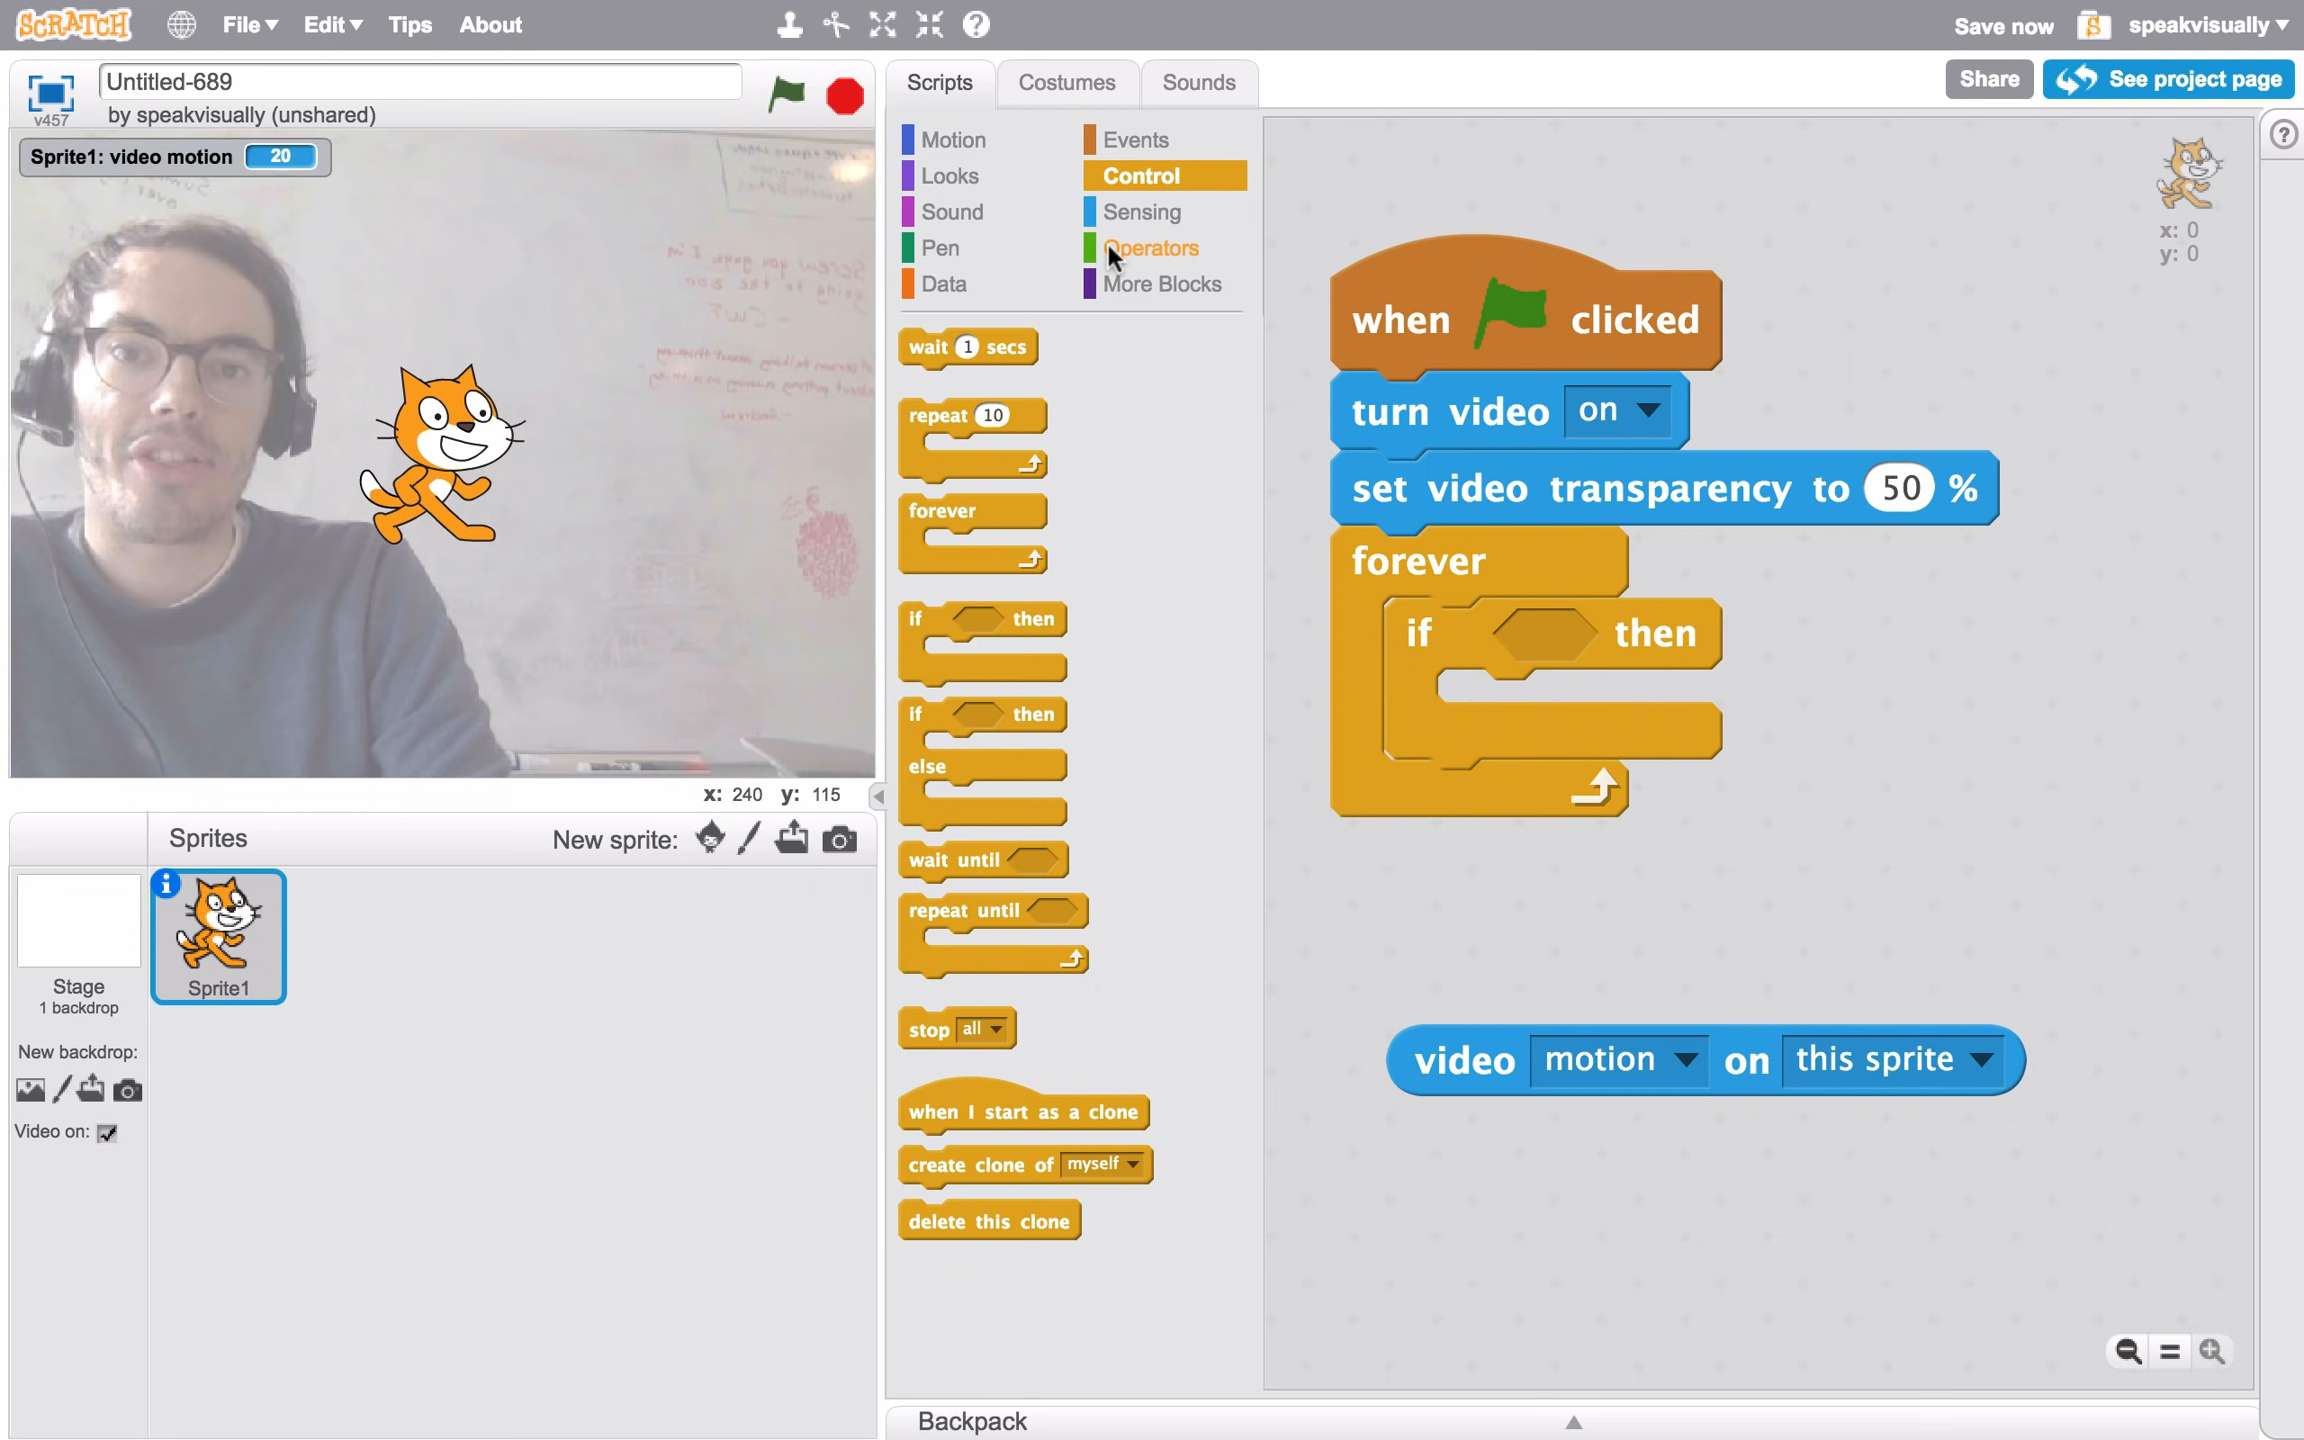 SCRATCH File▾ Edit▾ Tips About Save now speakvisually▾
Untitled-689
by speakvisually (unshared)
v457
Share See project page
Scripts Costumes Sounds
Sprite1: video motion 20
Motion Events
Looks Control
Sound Sensing
Pen Operators
Data More Blocks
wait 1 secs
repeat 10
forever
if then
if then
else
wait until
repeat until
stop all
when I start as a clone
create clone of myself
delete this clone
x: 0
y: 0
when clicked
turn video on
set video transparency to 50 %
forever
if then
video motion on this sprite
x: 240 y: 115
Sprites New sprite:
Sprite1
Stage
1 backdrop
New backdrop:
Video on:
Backpack